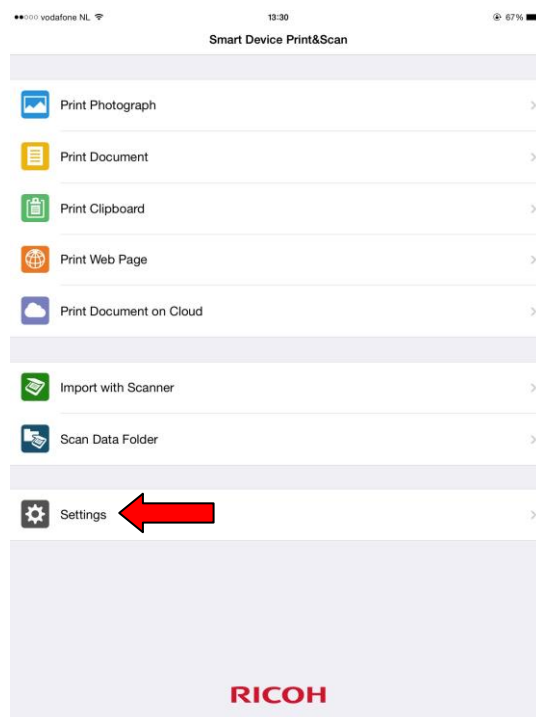 vodafone NL 13:30 67%
Smart Device Print&Scan
Print Photograph
Print Document
Print Clipboard
Print Web Page
Print Document on Cloud
Import with Scanner
Scan Data Folder
Settings
RICOH